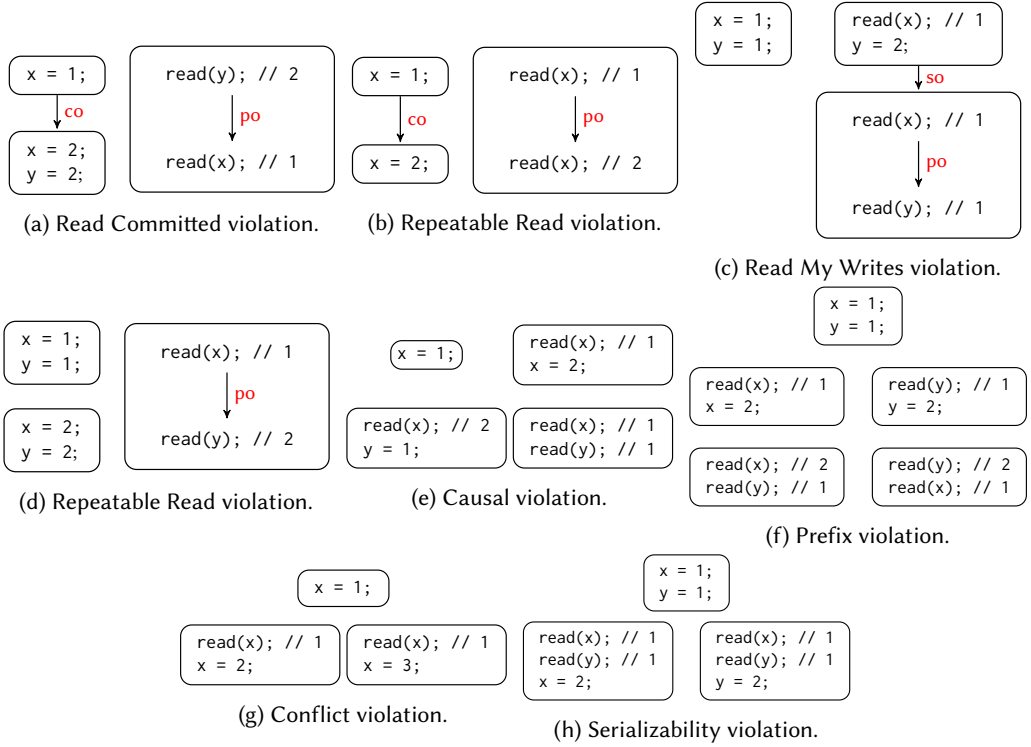 x = 1;
co
x = 2;
y = 2;
read(y); // 2
po
read(x); // 1
(a) Read Committed violation.
x = 1;
co
x = 2;
read(x); // 1
po
read(x); // 2
(b) Repeatable Read violation.
x = 1;
y = 1;
read(x); // 1
y = 2;
so
read(x); // 1
po
read(y); // 1
(c) Read My Writes violation.
x = 1;
y = 1;
x = 2;
y = 2;
read(x); // 1
po
read(y); // 2
(d) Repeatable Read violation.
x = 1;
read(x); // 1
x = 2;
read(x); // 2
y = 1;
read(x); // 1
read(y); // 1
(e) Causal violation.
x = 1;
y = 1;
read(x); // 1
x = 2;
read(y); // 1
y = 2;
read(x); // 2
read(y); // 1
read(y); // 2
read(x); // 1
(f) Prefix violation.
x = 1;
read(x); // 1
x = 2;
read(x); // 1
x = 3;
(g) Conflict violation.
x = 1;
y = 1;
read(x); // 1
read(y); // 1
x = 2;
read(x); // 1
read(y); // 1
y = 2;
(h) Serializability violation.